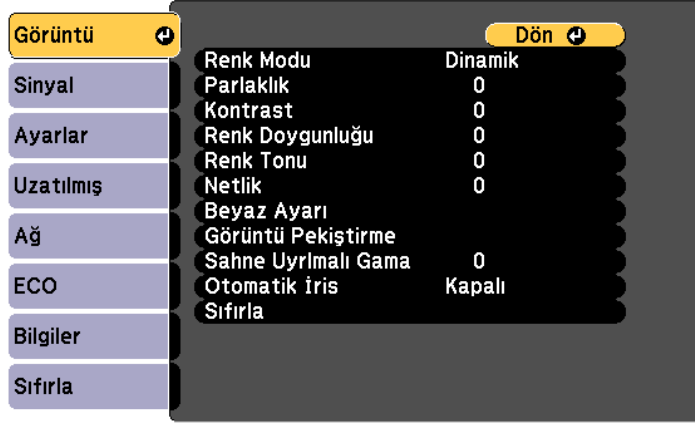 Görüntü
Sinyal
Ayarlar
Uzatılmış
Ağ
ECO
Bilgiler
Sıfırla
Dön
Renk Modu Dinamik
Parlaklık 0
Kontrast 0
Renk Doygunluğu 0
Renk Tonu 0
Netlik 0
Beyaz Ayarı
Görüntü Pekiştirme
Sahne Uyrlmalı Gama 0
Otomatik İris Kapalı
Sıfırla